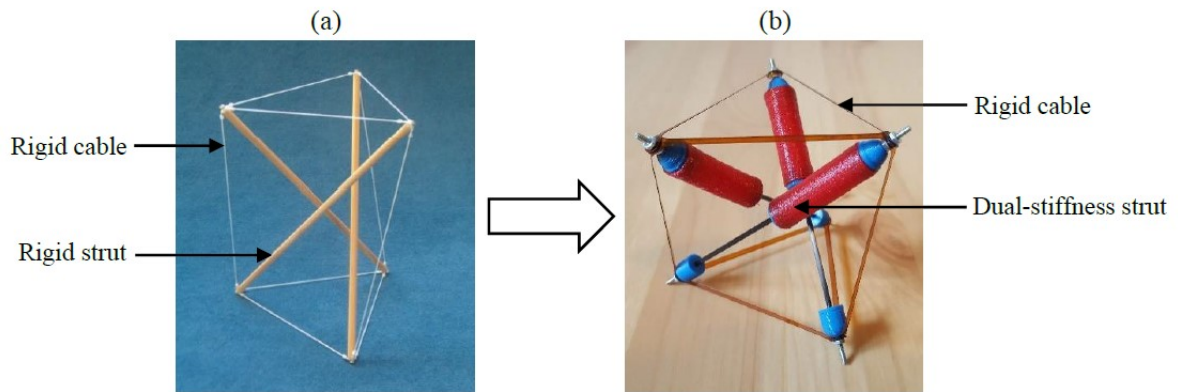 (a)
(b)
Rigid cable
Rigid strut
Rigid cable
Dual-stiffness strut